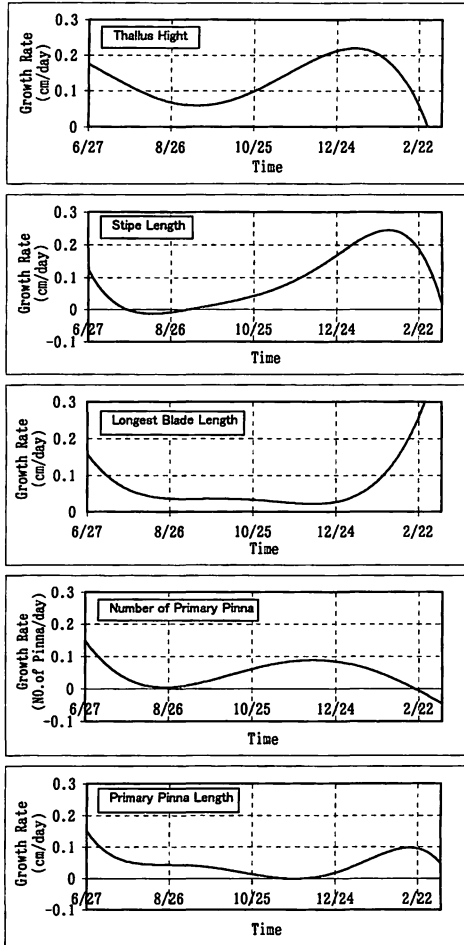 Thallus Hight
Growth Rate
(cm/day)
0.3
0.2
0.1
0
6/27 8/26 10/25 12/24 2/22
Time
Stipe Length
Growth Rate
(cm/day)
0.3
0.2
0.1
0
-0.1
6/27 8/26 10/25 12/24 2/22
Time
Longest Blade Length
Growth Rate
(cm/day)
0.3
0.2
0.1
0
6/27 8/26 10/25 12/24 2/22
Time
Number of Primary Pinna
Growth Rate
(NO.of Pinna/day)
0.3
0.2
0.1
0
-0.1
6/27 8/26 10/25 12/24 2/22
Time
Primary Pinna Length
Growth Rate
(cm/day)
0.3
0.2
0.1
0
-0.1
6/27 8/26 10/25 12/24 2/22
Time